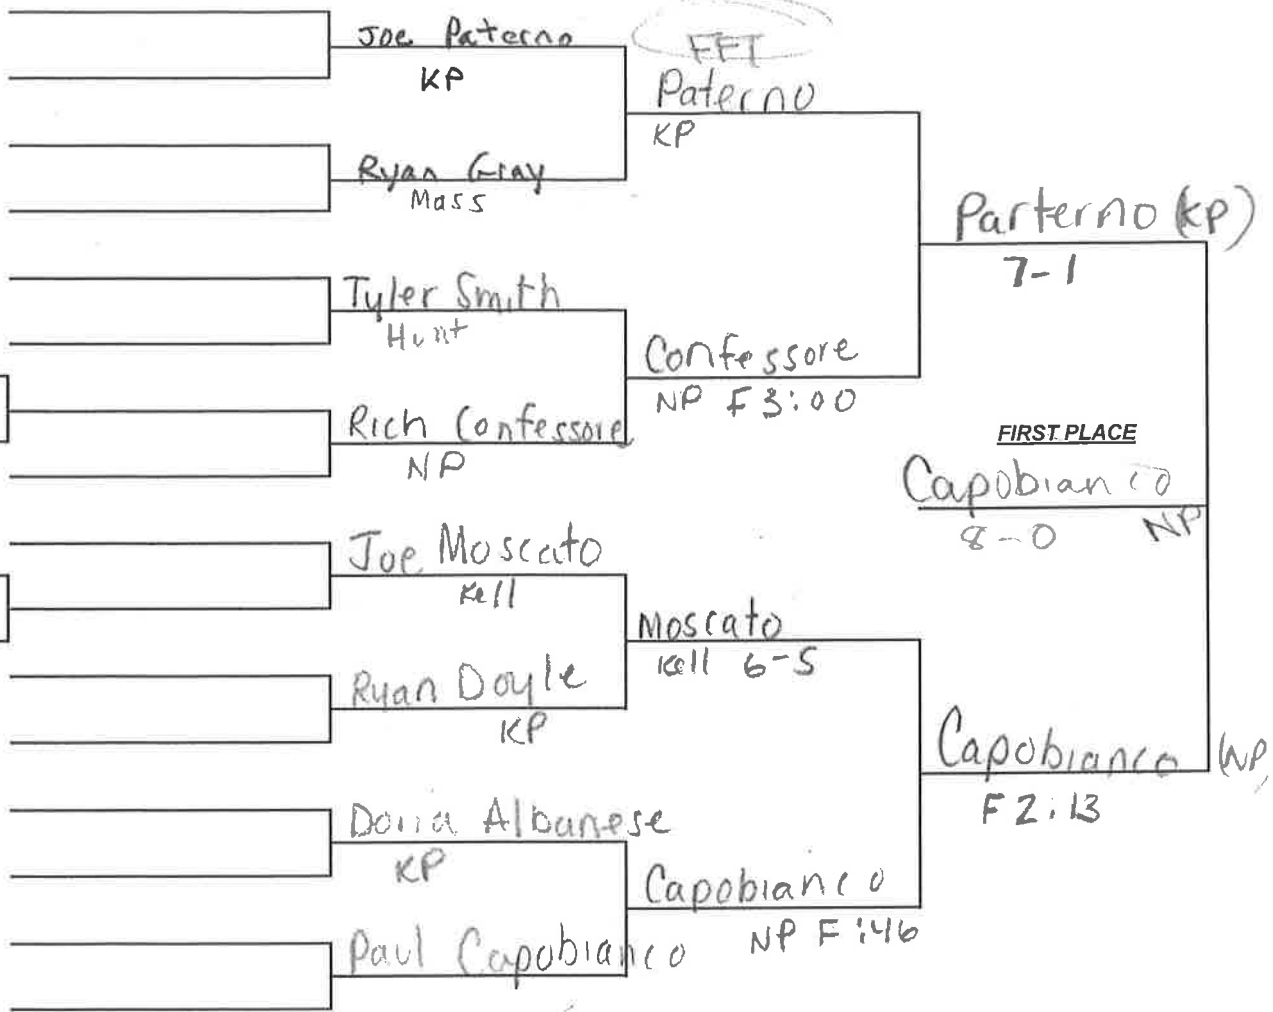 Joe Paterno
KP
Ryan Gray
Mass
Tyler Smith
Hunt
Rich Confessore
NP
Joe Moscato
Kell
Ryan Doyle
KP
Albanese
KP
Paul Capobianco
FFT
Paterno
KP
Confessore
NP F 3:00
Moscato
Kell 6-5
Capobianco
NP F :46
Parterno (KP)
7-1
Capobianco (NP)
F 2:13
FIRST PLACE
Capobianco
8-0 NP